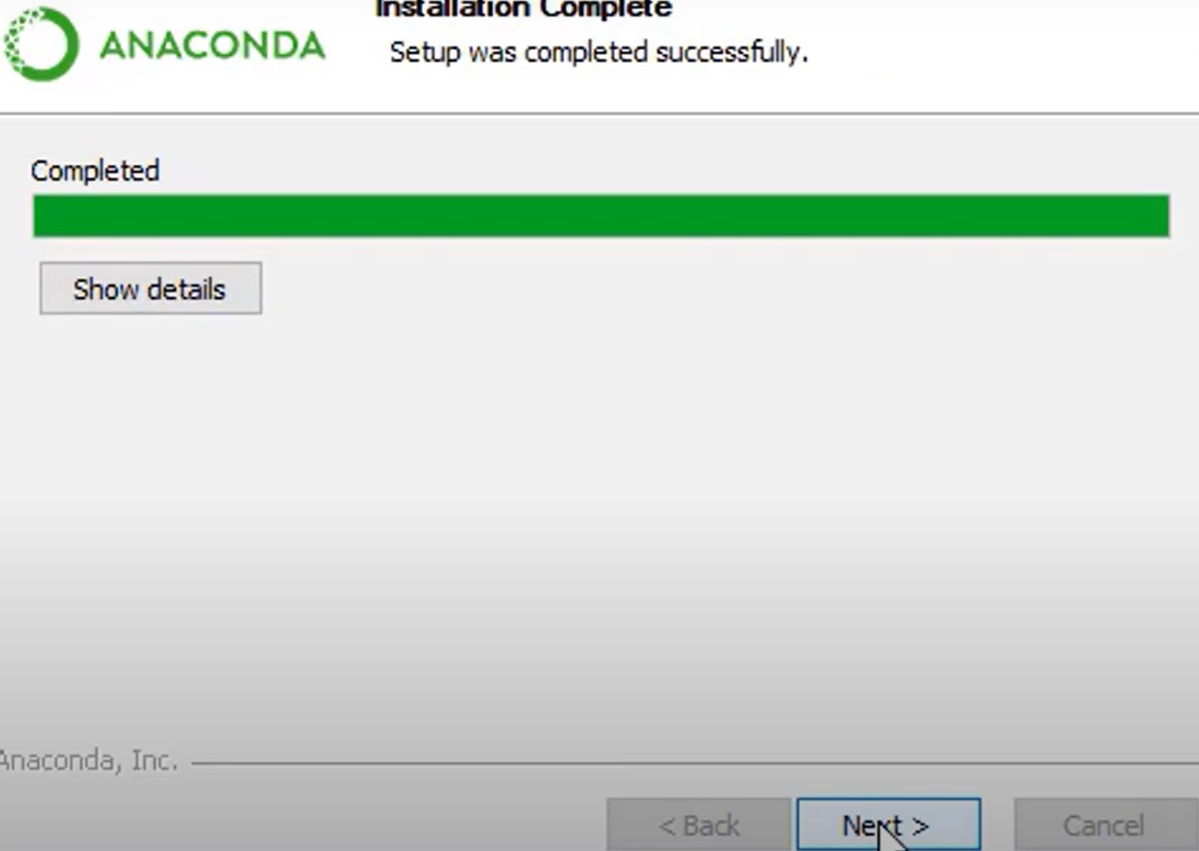 ANACONDA
Installation Complete
Setup was completed successfully.
Completed
Show details
Anaconda, Inc.
< Back
Next >
Cancel